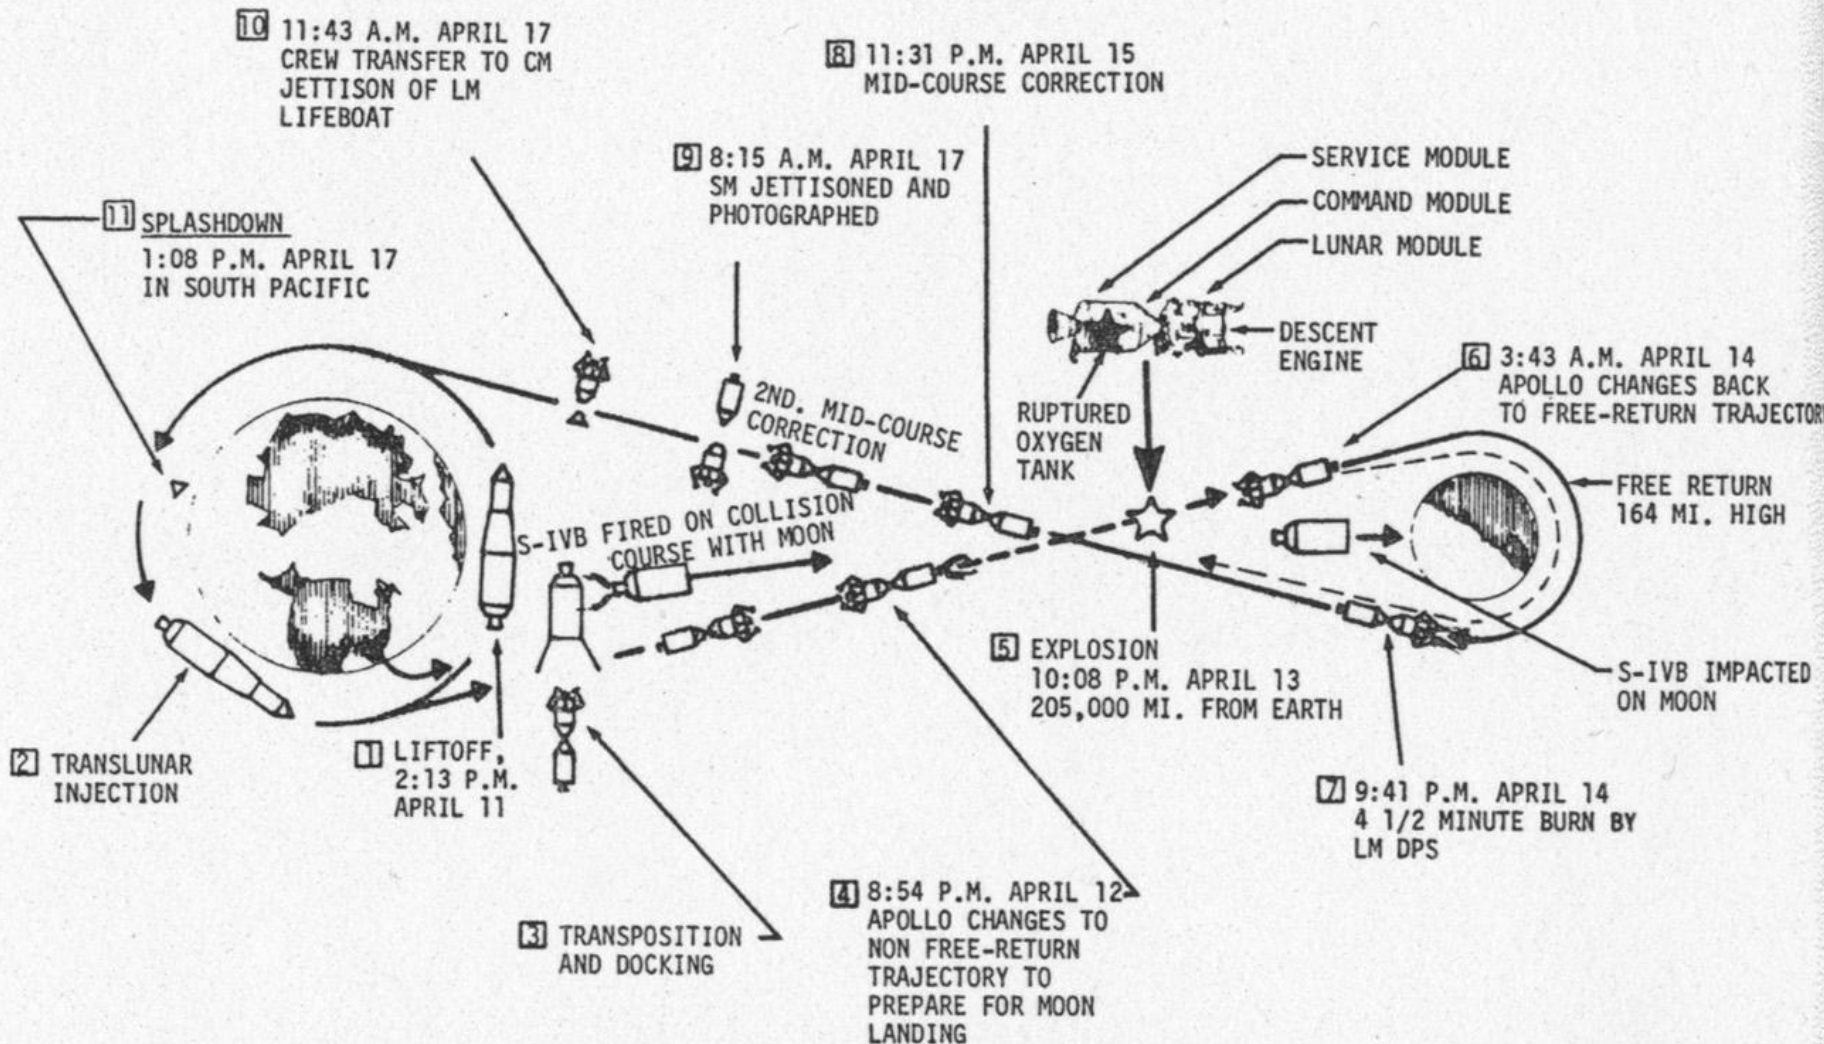 10 11:43 A.M. APRIL 17
CREW TRANSFER TO CM
JETTISON OF LM
LIFEBOAT
8 11:31 P.M. APRIL 15
MID-COURSE CORRECTION
9 8:15 A.M. APRIL 17
SM JETTISONED AND
PHOTOGRAPHED
SERVICE MODULE
COMMAND MODULE
LUNAR MODULE
11 SPLASHDOWN
1:08 P.M. APRIL 17
IN SOUTH PACIFIC
DESCENT
ENGINE
RUPTURED
OXYGEN
TANK
6 3:43 A.M. APRIL 14
APOLLO CHANGES BACK
TO FREE-RETURN TRAJECTORY
2ND. MID-COURSE
CORRECTION
FREE RETURN
164 MI. HIGH
S-IVB FIRED ON COLLISION
COURSE WITH MOON
5 EXPLOSION
10:08 P.M. APRIL 13
205,000 MI. FROM EARTH
S-IVB IMPACTED
ON MOON
2 TRANSLUNAR
INJECTION
1 LIFTOFF,
2:13 P.M.
APRIL 11
7 9:41 P.M. APRIL 14
4 1/2 MINUTE BURN BY
LM DPS
3 TRANSPOSITION
AND DOCKING
4 8:54 P.M. APRIL 12
APOLLO CHANGES TO
NON FREE-RETURN
TRAJECTORY TO
PREPARE FOR MOON
LANDING